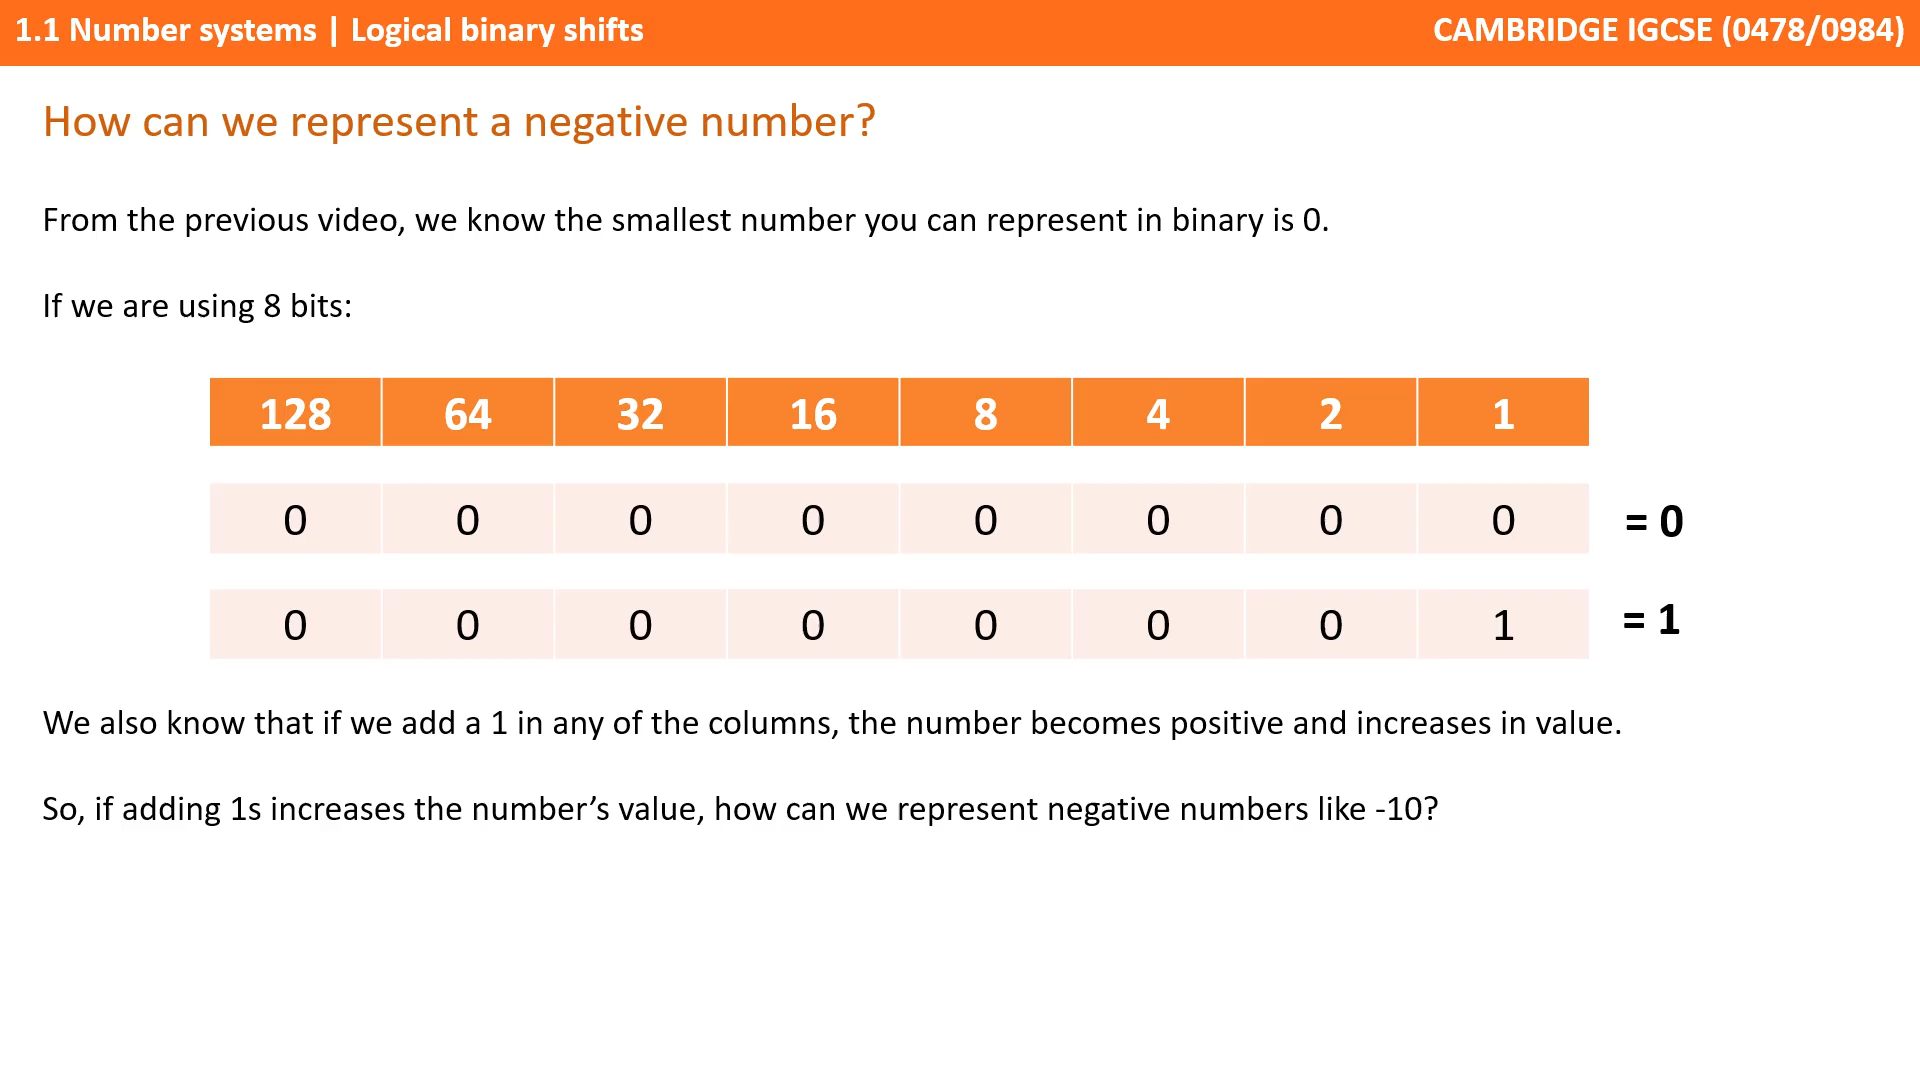 1.1 Number systems | Logical binary shifts
CAMBRIDGE IGCSE (0478/0984)
How can we represent a negative number?
From the previous video, we know the smallest number you can represent in binary is 0.
If we are using 8 bits:
128 64 32 16 8 4 2 1
0 0 0 0 0 0 0 0 = 0
0 0 0 0 0 0 0 1 = 1
We also know that if we add a 1 in any of the columns, the number becomes positive and increases in value.
So, if adding 1s increases the number’s value, how can we represent negative numbers like -10?